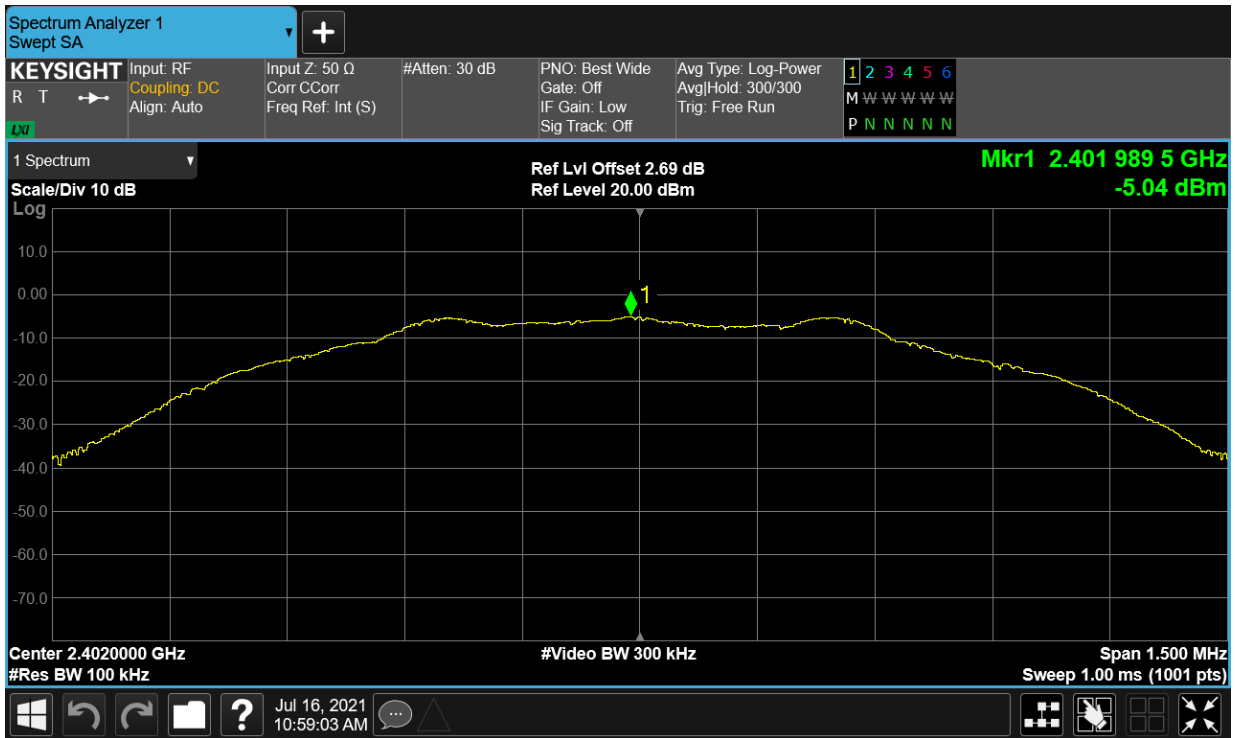 Spectrum Analyzer 1
Swept SA
KEYSIGHT
R T
LXI
Input: RF
Coupling: DC
Align: Auto
Input Z: 50 Ω
Corr CCorr
Freq Ref: Int (S)
#Atten: 30 dB
PNO: Best Wide
Gate: Off
IF Gain: Low
Sig Track: Off
Avg Type: Log-Power
Avg|Hold: 300/300
Trig: Free Run
1 2 3 4 5 6
M W W W W W
P N N N N N
1 Spectrum
Scale/Div 10 dB
Log
Ref Lvl Offset 2.69 dB
Ref Level 20.00 dBm
Mkr1 2.401 989 5 GHz
-5.04 dBm
10.0
0.00
-10.0
-20.0
-30.0
-40.0
-50.0
-60.0
-70.0
1
Center 2.4020000 GHz
#Res BW 100 kHz
#Video BW 300 kHz
Span 1.500 MHz
Sweep 1.00 ms (1001 pts)
?
Jul 16, 2021
10:59:03 AM